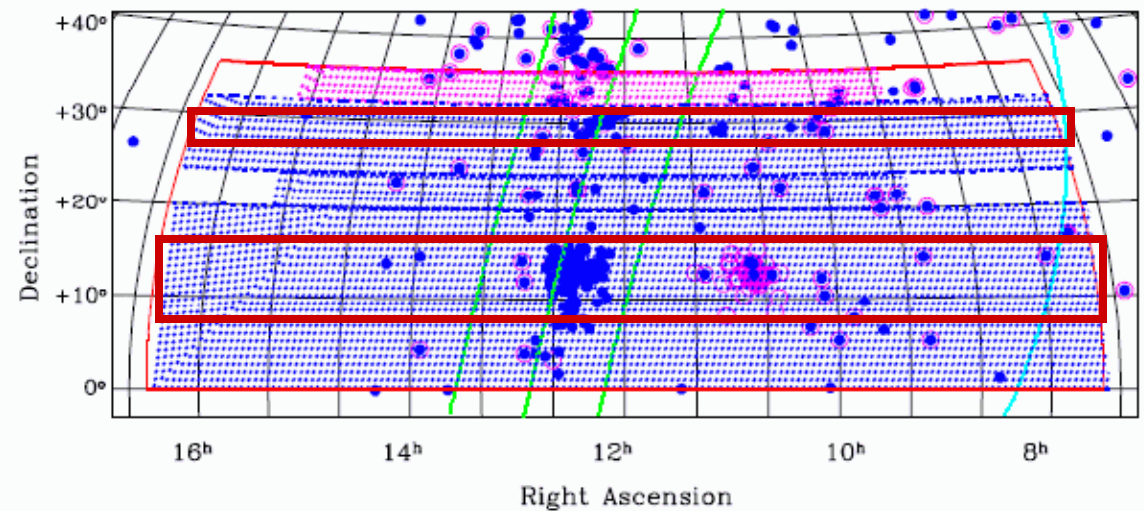 +40°
+30°
+20°
+10°
0°
Declination
16ʰ 14ʰ 12ʰ 10ʰ 8ʰ
Right Ascension